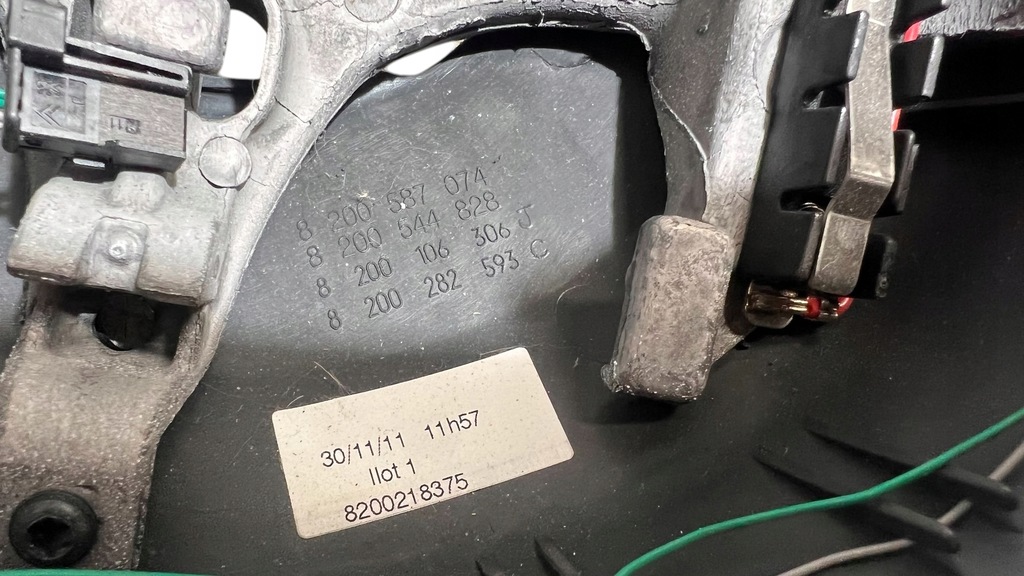 8 200 587 074
8 200 544 828
8 200 106 306 J
8 200 282 593 C
30/11/11 11h57
Ilot 1
8200218375